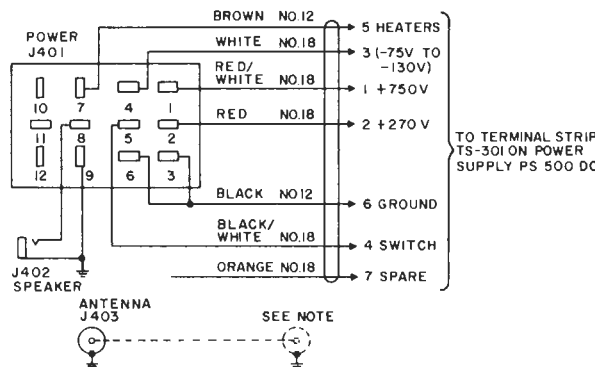 BROWN NO.12 5 HEATERS
POWER
J401
WHITE NO.18 3 (-75V TO
-130V)
RED/
WHITE NO.18 1 +750V
10 7 4 1
RED NO.18 2 +270V
11 8 5 2
TO TERMINAL STRIP
TS-301 ON POWER
SUPPLY PS 500 DC
12 9 6 3
BLACK NO.12 6 GROUND
BLACK/
WHITE NO.18 4 SWITCH
J402
SPEAKER
ORANGE NO.18 7 SPARE
ANTENNA
J403
SEE NOTE